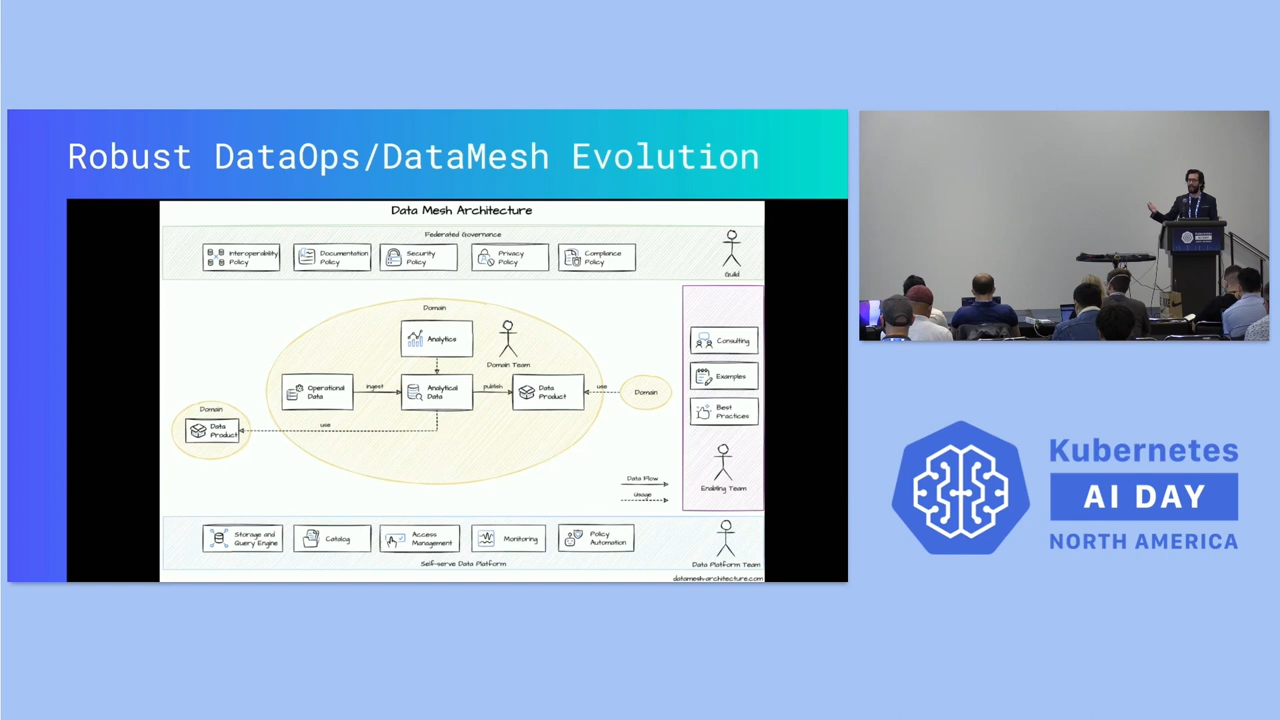 Robust DataOps/DataMesh Evolution
Data Mesh Architecture
Federated Governance
Interoperability
Policy
Documentation
Policy
Security
Policy
Privacy
Policy
Compliance
Policy
Guild
Domain
Analytics
Domain Team
Operational
Data
ingest
Analytical
Data
publish
Data
Product
use
Domain
Domain
Data
Product
use
Consulting
Examples
Best
Practices
Enabling Team
Data Flow
Usage
Storage and
Query Engine
Catalog
Access
Management
Monitoring
Policy
Automation
Self-serve Data Platform
Data Platform Team
datamesh-architecture.com
Kubernetes
AI DAY
NORTH AMERICA